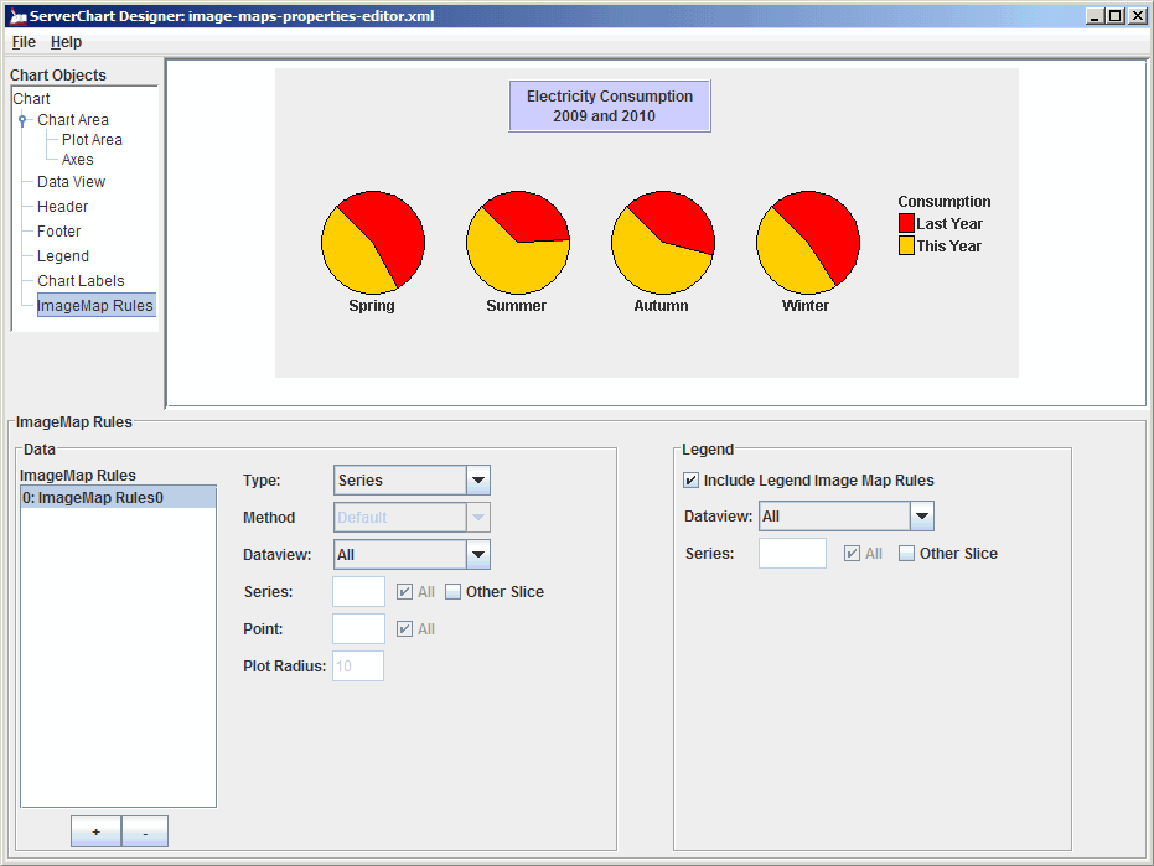 ServerChart Designer: image-maps-properties-editor.xml
File Help
Chart Objects
Chart
Chart Area
Plot Area
Axes
Data View
Header
Footer
Legend
Chart Labels
ImageMap Rules
Electricity Consumption
2009 and 2010
Spring
Summer
Autumn
Winter
Consumption
Last Year
This Year
ImageMap Rules
Data
ImageMap Rules
0: ImageMap Rules0
+ -
Type: Series
Method Default
Dataview: All
Series: All Other Slice
Point: All
Plot Radius: 10
Legend
Include Legend Image Map Rules
Dataview: All
Series: All Other Slice